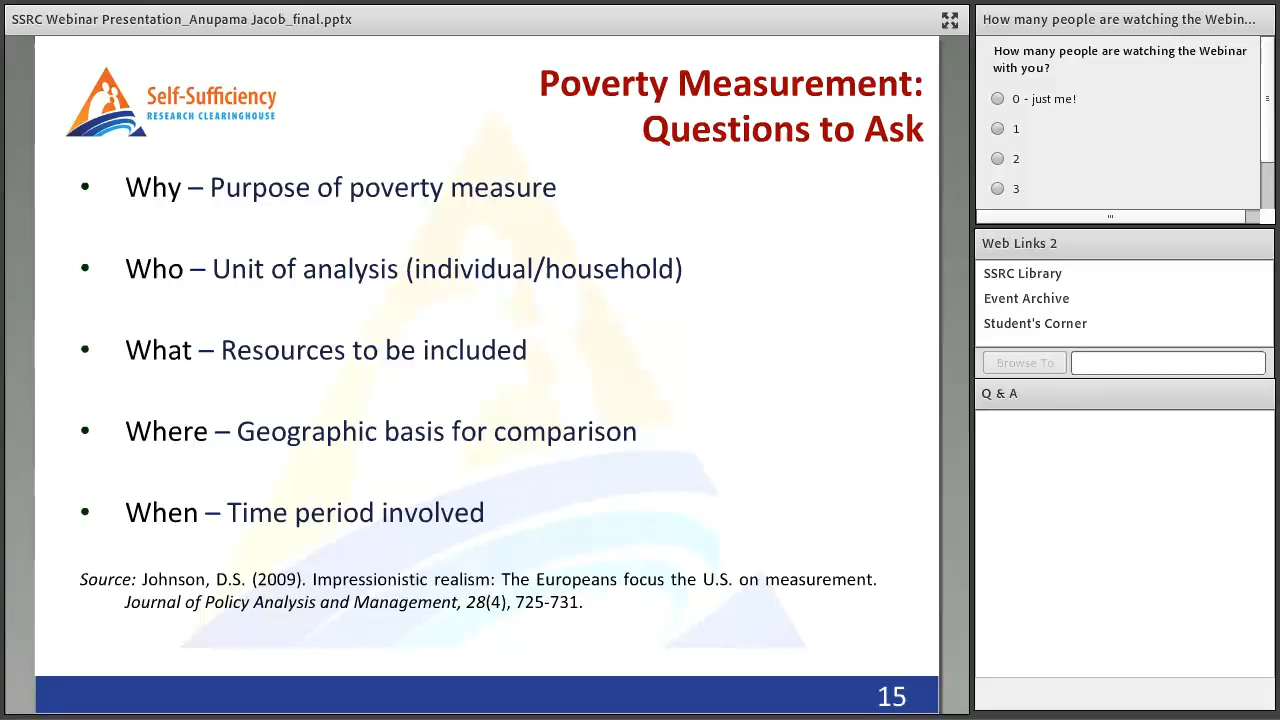 SSRC Webinar Presentation_Anupama Jacob_final.pptx
Self-Sufficiency
RESEARCH CLEARINGHOUSE
Poverty Measurement:
Questions to Ask
• Why – Purpose of poverty measure
• Who – Unit of analysis (individual/household)
• What – Resources to be included
• Where – Geographic basis for comparison
• When – Time period involved
Source: Johnson, D.S. (2009). Impressionistic realism: The Europeans focus the U.S. on measurement.
Journal of Policy Analysis and Management, 28(4), 725-731.
15
How many people are watching the Webin...
How many people are watching the Webinar
with you?
0 - just me!
1
2
3
Web Links 2
SSRC Library
Event Archive
Student's Corner
Browse To
Q & A